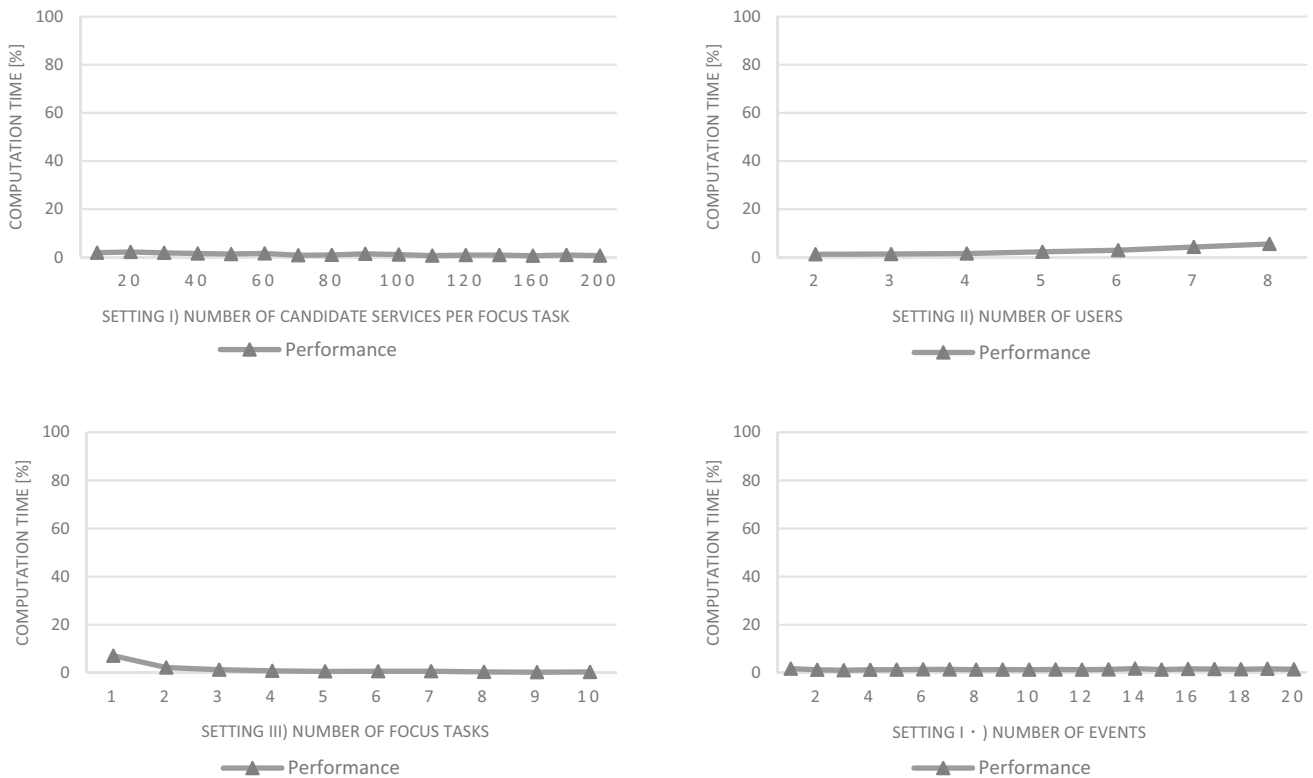 100
80
60
40
20
0
COMPUTATION TIME [%]
20 40 60 80 100 120 160 200
SETTING I) NUMBER OF CANDIDATE SERVICES PER FOCUS TASK
Performance
100
80
60
40
20
0
COMPUTATION TIME [%]
2 3 4 5 6 7 8
SETTING II) NUMBER OF USERS
Performance
100
80
60
40
20
0
COMPUTATION TIME [%]
1 2 3 4 5 6 7 8 9 10
SETTING III) NUMBER OF FOCUS TASKS
Performance
100
80
60
40
20
0
COMPUTATION TIME [%]
2 4 6 8 10 12 14 16 18 20
SETTING I · ) NUMBER OF EVENTS
Performance